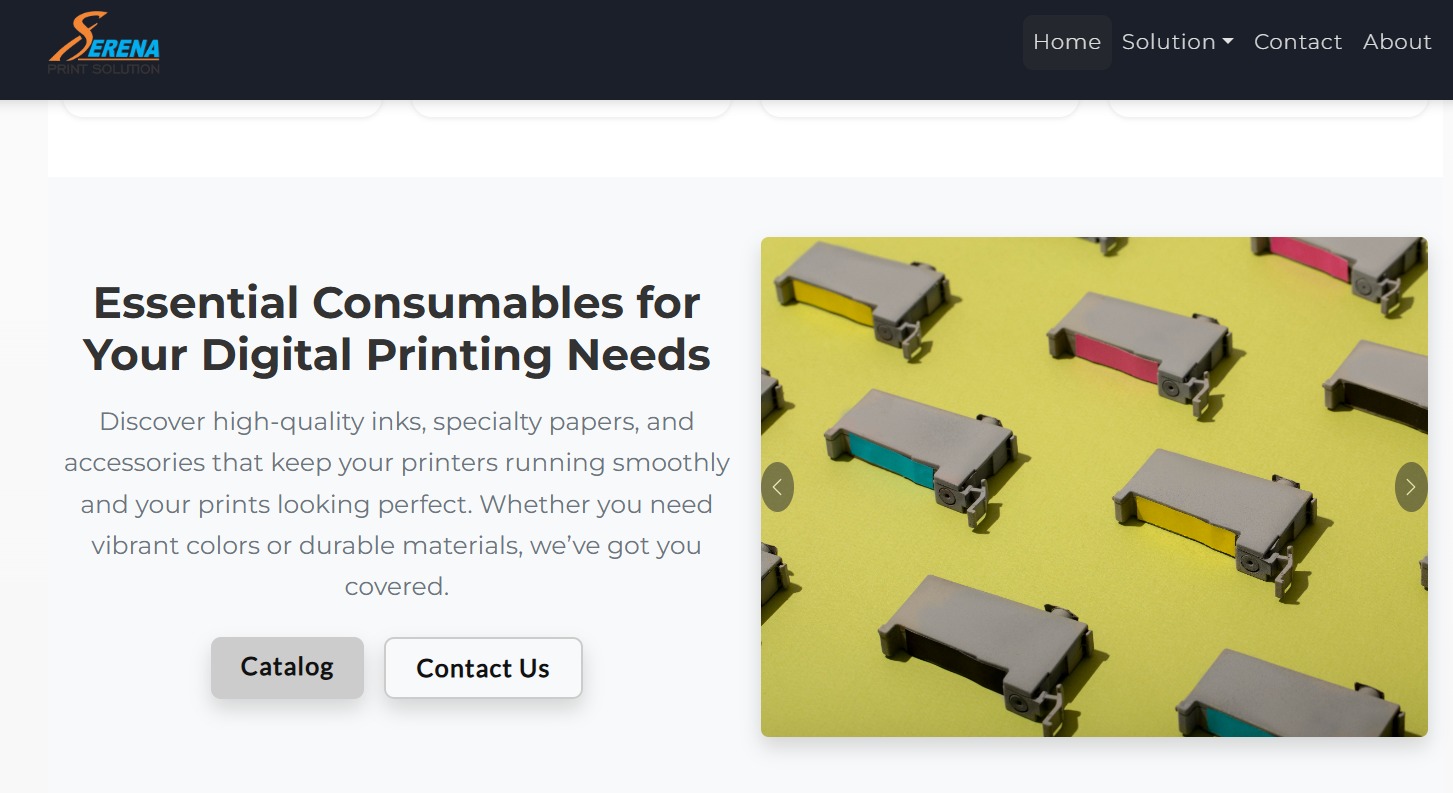 SERENA
PRINT SOLUTION
Home Solution Contact About
Essential Consumables for
Your Digital Printing Needs
Discover high-quality inks, specialty papers, and
accessories that keep your printers running smoothly
and your prints looking perfect. Whether you need
vibrant colors or durable materials, we’ve got you
covered.
Catalog Contact Us